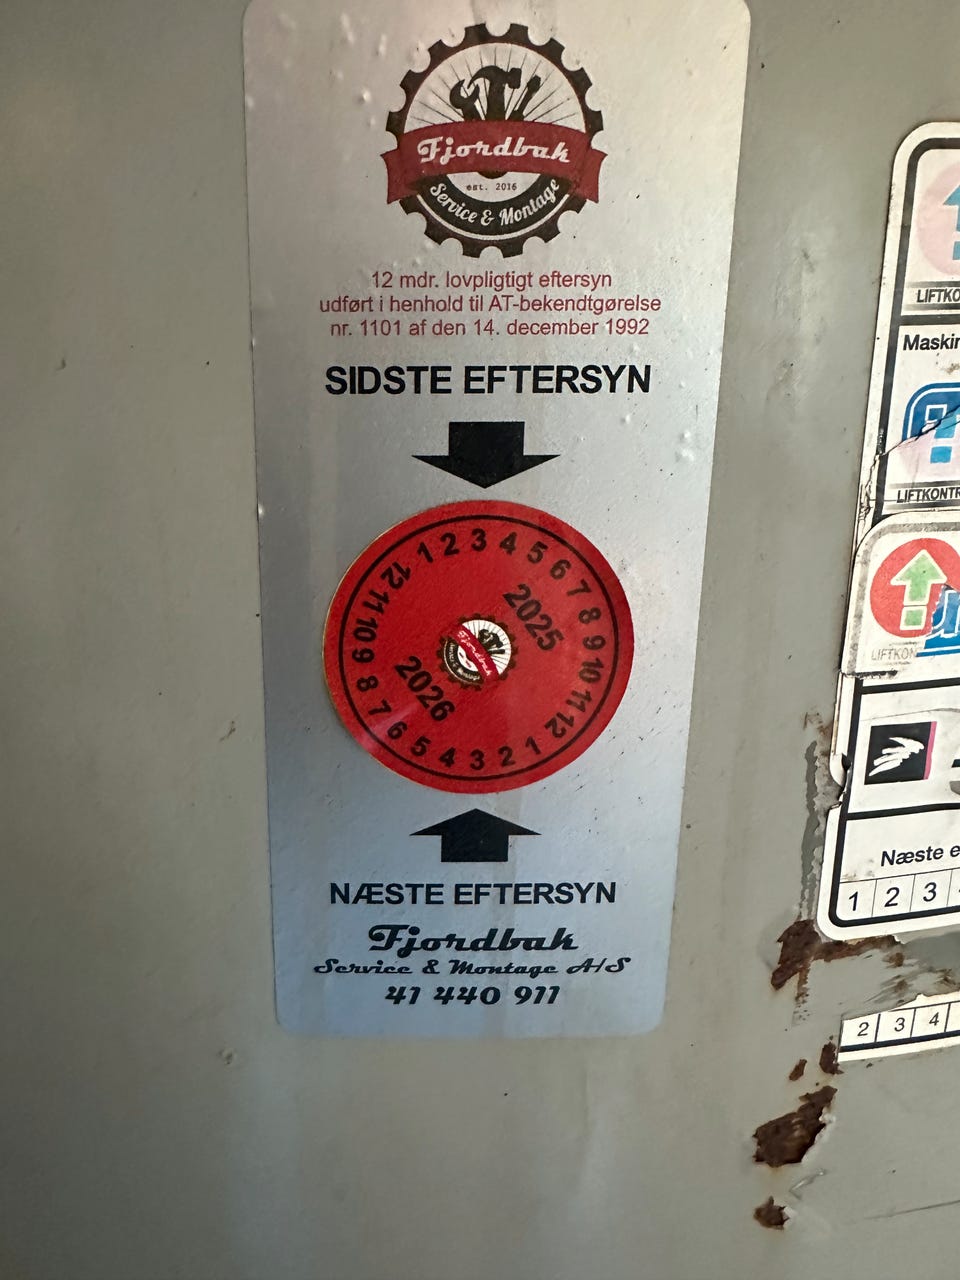 Fjordbak
est. 2016
Service & Montage
12 mdr. lovpligtigt eftersyn
udført i henhold til AT-bekendtgørelse
nr. 1101 af den 14. december 1992
SIDSTE EFTERSYN
1 2 3 4 5 6 7 8 9 10 11 12
2025
Fjordbak
2026
1 2 3 4 5 6 7 8 9 10 11 12
NÆSTE EFTERSYN
Fjordbak
Service & Montage A/S
41 440 911
LIFTKO
Maskin
LIFTKONTR
LIFTKON
Næste e
1 2 3
2 3 4